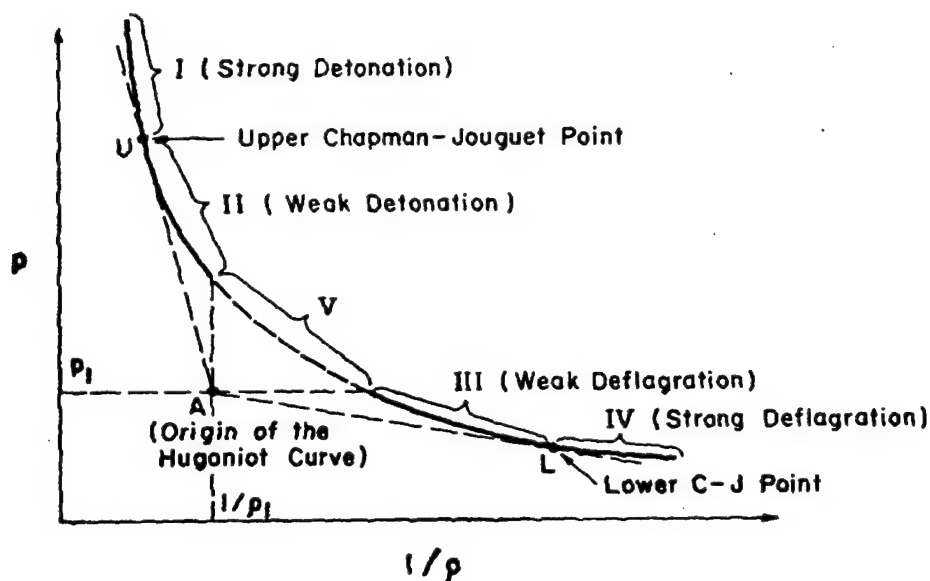 I (Strong Detonation)
U
Upper Chapman-Jouguet Point
II ( Weak Detonation)
p
V
p₁
III (Weak Deflagration)
A
IV (Strong Deflagration)
(Origin of the
Hugoniot Curve)
L
Lower C-J Point
1/ρ₁
1/ρ